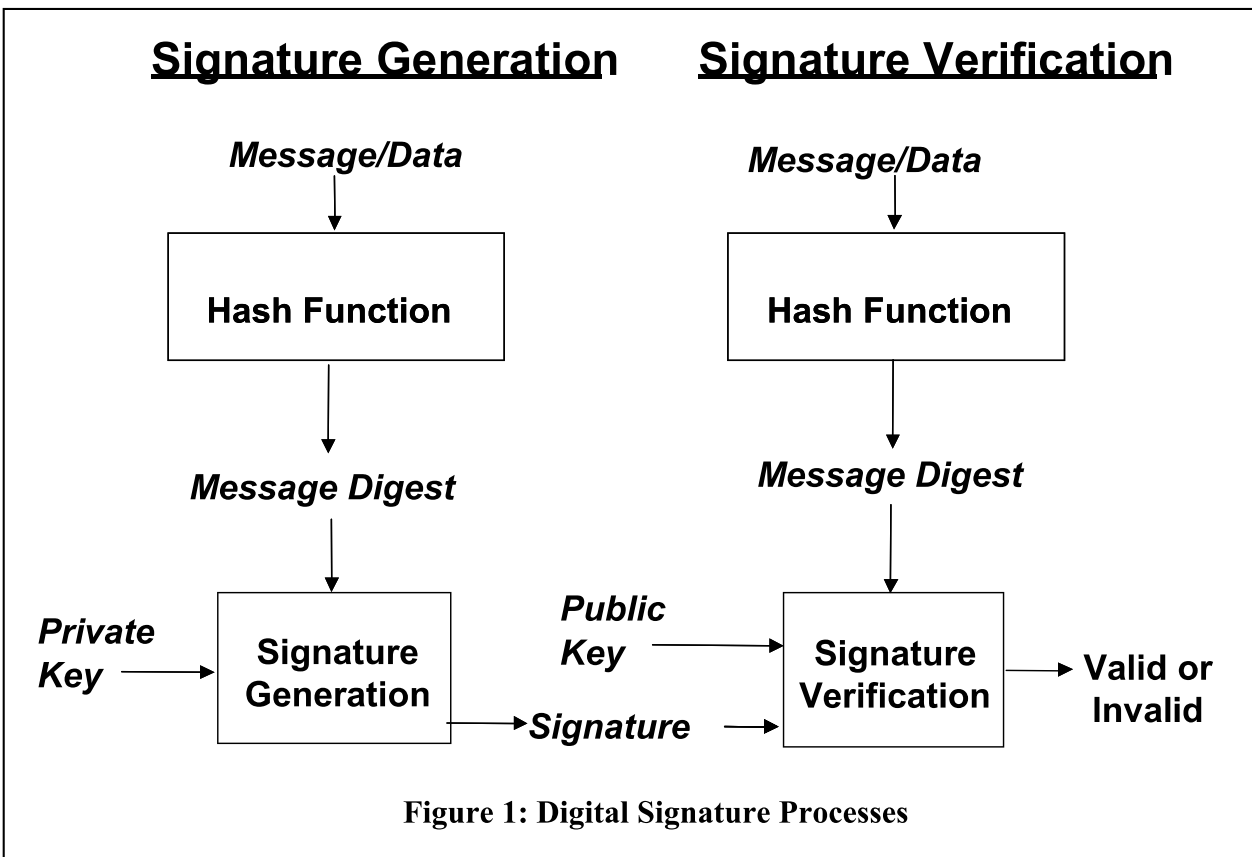 Signature Generation
Message/Data
Hash Function
Message Digest
Private
Key
Signature
Generation
Signature Verification
Message/Data
Hash Function
Message Digest
Public
Key
Signature
Signature
Verification
Valid or
Invalid
Figure 1: Digital Signature Processes